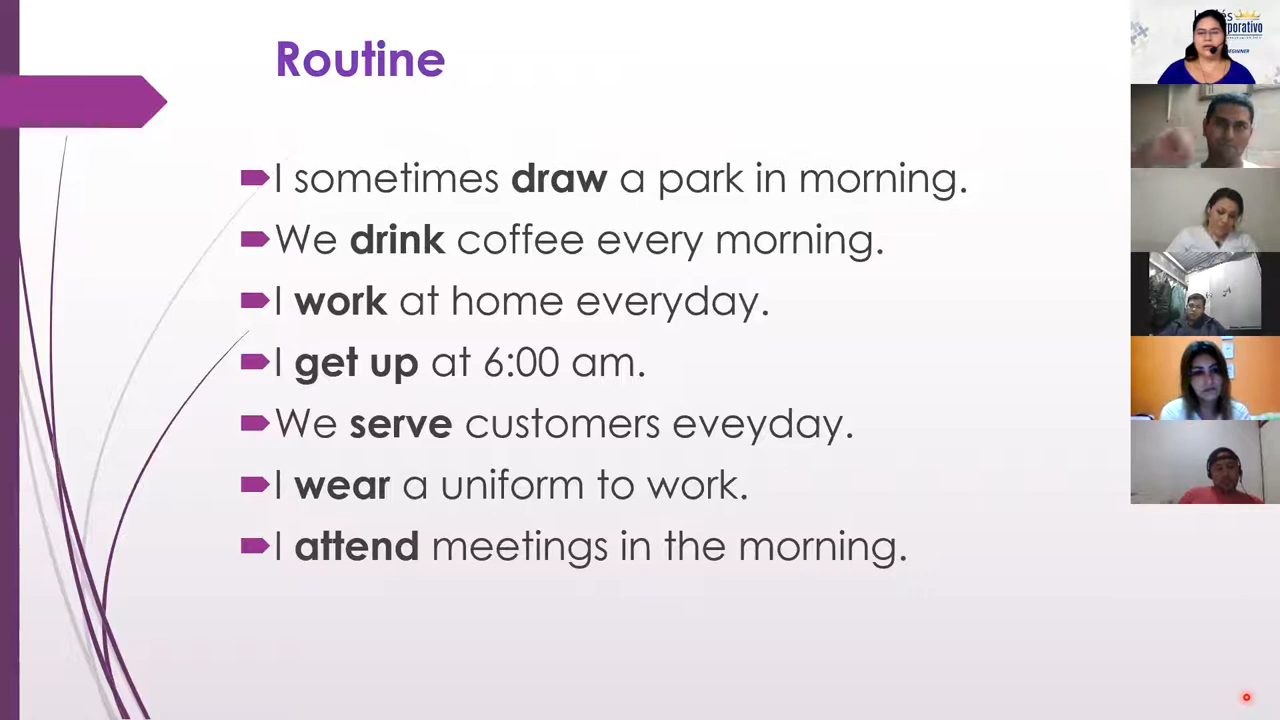 Routine
I sometimes draw a park in morning.
We drink coffee every morning.
I work at home everyday.
I get up at 6:00 am.
We serve customers eveyday.
I wear a uniform to work.
I attend meetings in the morning.